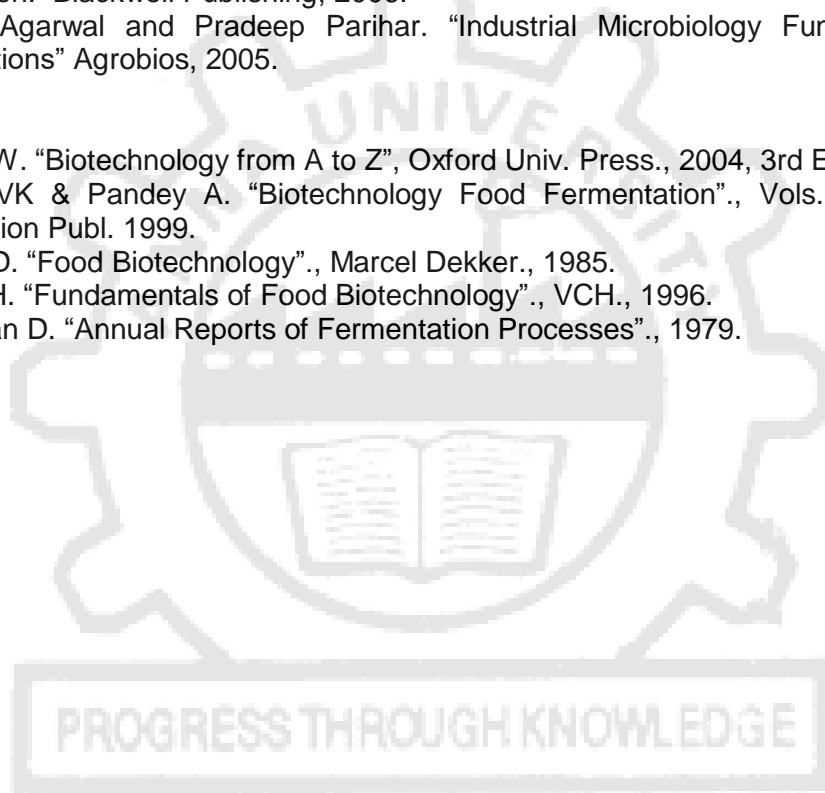 Blackwell Publishing,
Agarwal and Pradeep Parihar. “Industrial Microbiology Fun
tions” Agrobios, 2005.
W. “Biotechnology from A to Z”, Oxford Univ. Press., 2004, 3rd E
VK & Pandey A. “Biotechnology Food Fermentation”., Vols.
ion Publ. 1999.
D. “Food Biotechnology”., Marcel Dekker., 1985.
H. “Fundamentals of Food Biotechnology”., VCH., 1996.
an D. “Annual Reports of Fermentation Processes”., 1979.
UNIVERSIT
PROGRESS THROUGH KNOWLEDGE